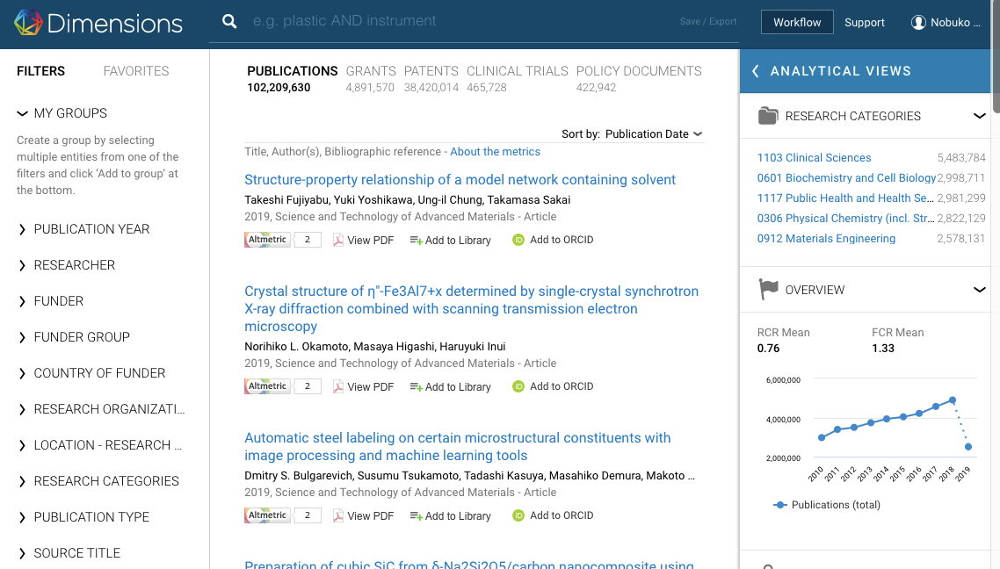 Dimensions
e.g. plastic AND instrument
Save / Export
Workflow
Support
Nobuko ...
FILTERS
FAVORITES
MY GROUPS
Create a group by selecting
multiple entities from one of the
filters and click 'Add to group' at
the bottom.
PUBLICATION YEAR
RESEARCHER
FUNDER
FUNDER GROUP
COUNTRY OF FUNDER
RESEARCH ORGANIZATI...
LOCATION - RESEARCH ...
RESEARCH CATEGORIES
PUBLICATION TYPE
SOURCE TITLE
PUBLICATIONS GRANTS PATENTS CLINICAL TRIALS POLICY DOCUMENTS
102,209,630 4,891,570 38,420,014 465,728 422,942
Sort by: Publication Date
Title, Author(s), Bibliographic reference - About the metrics
Structure-property relationship of a model network containing solvent
Takeshi Fujiyabu, Yuki Yoshikawa, Ung-il Chung, Takamasa Sakai
2019, Science and Technology of Advanced Materials - Article
Altmetric 2 View PDF Add to Library iD Add to ORCID
Crystal structure of η"-Fe3Al7+x determined by single-crystal synchrotron
X-ray diffraction combined with scanning transmission electron
microscopy
Norihiko L. Okamoto, Masaya Higashi, Haruyuki Inui
2019, Science and Technology of Advanced Materials - Article
Altmetric 2 View PDF Add to Library iD Add to ORCID
Automatic steel labeling on certain microstructural constituents with
image processing and machine learning tools
Dmitry S. Bulgarevich, Susumu Tsukamoto, Tadashi Kasuya, Masahiko Demura, Makoto ...
2019, Science and Technology of Advanced Materials - Article
Altmetric 2 View PDF Add to Library iD Add to ORCID
Preparation of cubic SiC from δ-Na2Si2O5/carbon nanocomposite using
ANALYTICAL VIEWS
RESEARCH CATEGORIES
1103 Clinical Sciences 5,483,784
0601 Biochemistry and Cell Biology 2,998,711
1117 Public Health and Health Se... 2,981,299
0306 Physical Chemistry (incl. Str... 2,822,129
0912 Materials Engineering 2,578,131
OVERVIEW
RCR Mean FCR Mean
0.76 1.33
6,000,000
4,000,000
2,000,000
2010 2011 2012 2013 2014 2015 2016 2017 2018 2019
Publications (total)